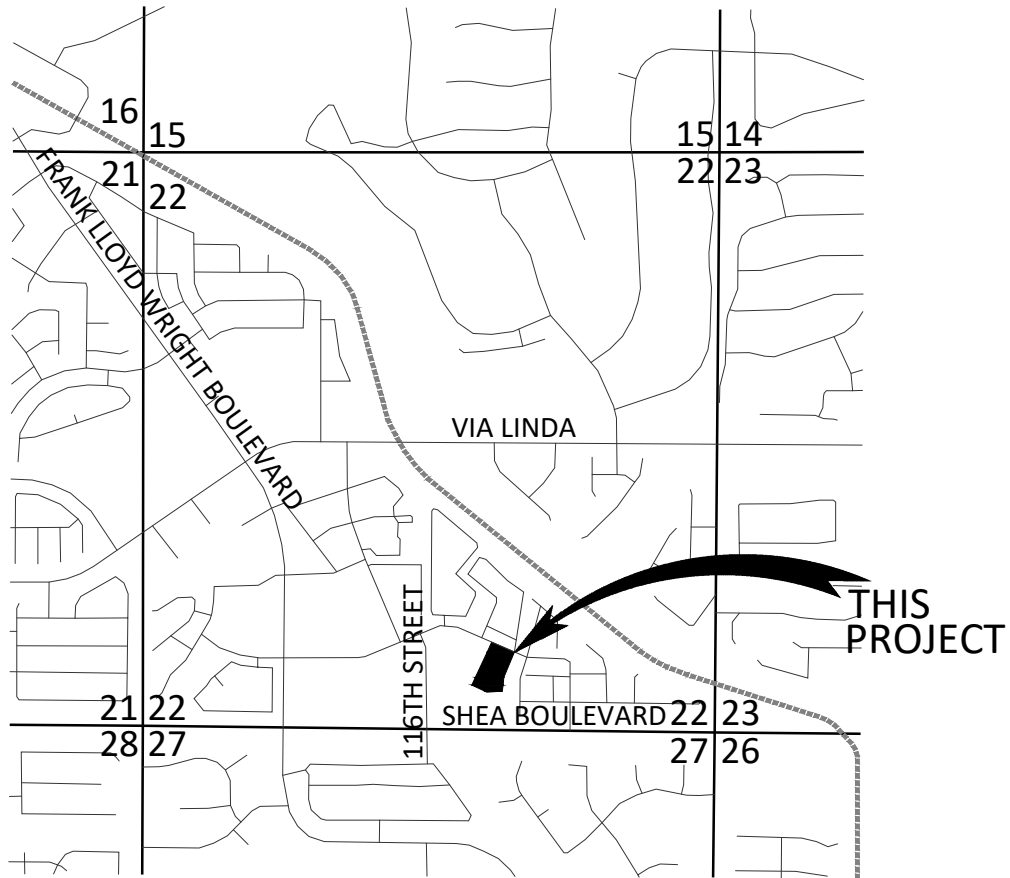 16
15
15
14
21
22
22
23
FRANK LLOYD WRIGHT BOULEVARD
VIA LINDA
116TH STREET
THIS
PROJECT
21
22
SHEA BOULEVARD
22
23
28
27
27
26